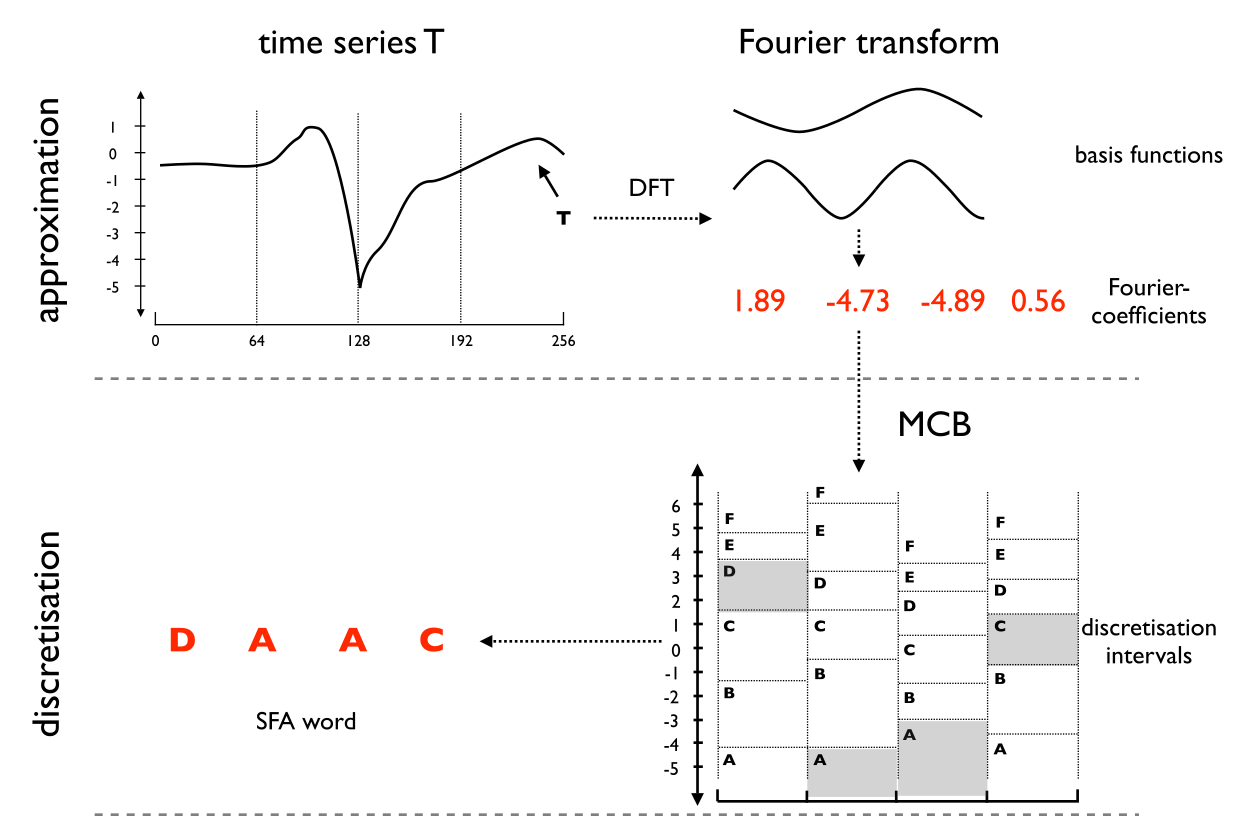 time series T
Fourier transform
approximation
1
0
-1
-2
-3
-4
-5
0 64 128 192 256
T
DFT
basis functions
1.89 -4.73 -4.89 0.56
Fourier-
coefficients
MCB
discretisation
D A A C
SFA word
6
5
4
3
2
1
0
-1
-2
-3
-4
-5
F
E
D
C
B
A
F
E
D
C
B
A
F
E
D
C
B
A
F
E
D
C
B
A
discretisation
intervals